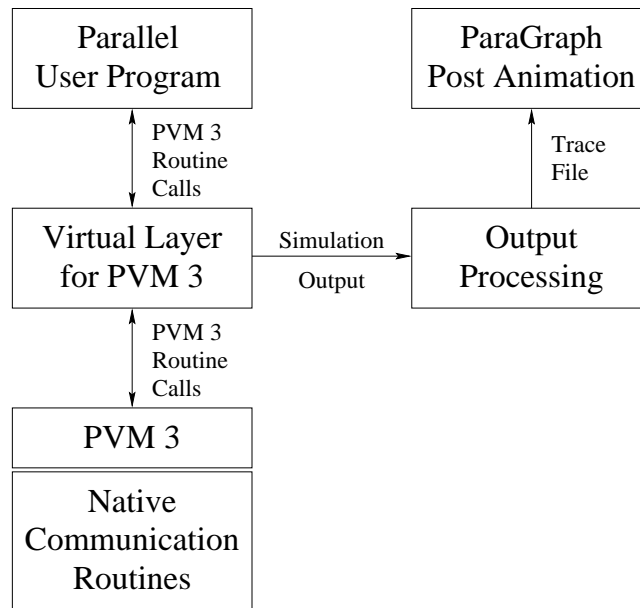 Parallel
User Program
ParaGraph
Post Animation
PVM 3
Routine
Calls
Trace
File
Virtual Layer
for PVM 3
Simulation
Output
Output
Processing
PVM 3
Routine
Calls
PVM 3
Native
Communication
Routines